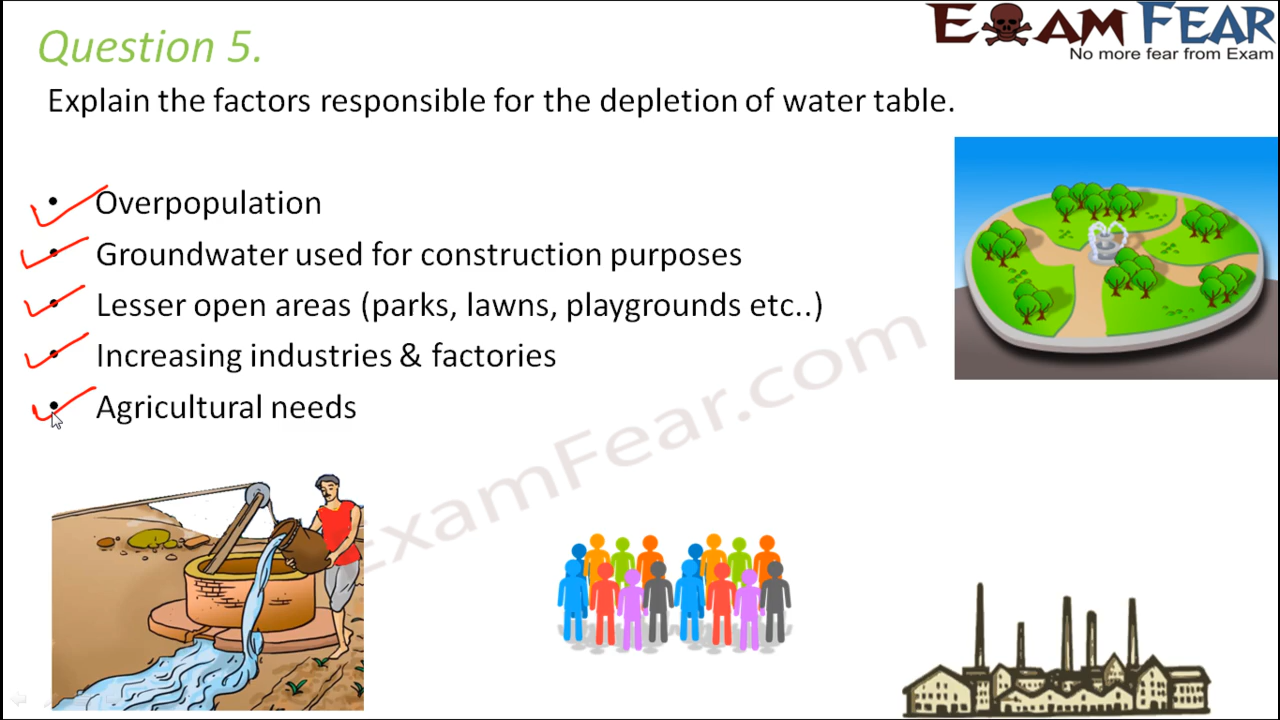 Question 5.
EXAM FEAR
No more fear from Exam
Explain the factors responsible for the depletion of water table.
• Overpopulation
• Groundwater used for construction purposes
• Lesser open areas (parks, lawns, playgrounds etc..)
• Increasing industries & factories
• Agricultural needs
ExamFear.com